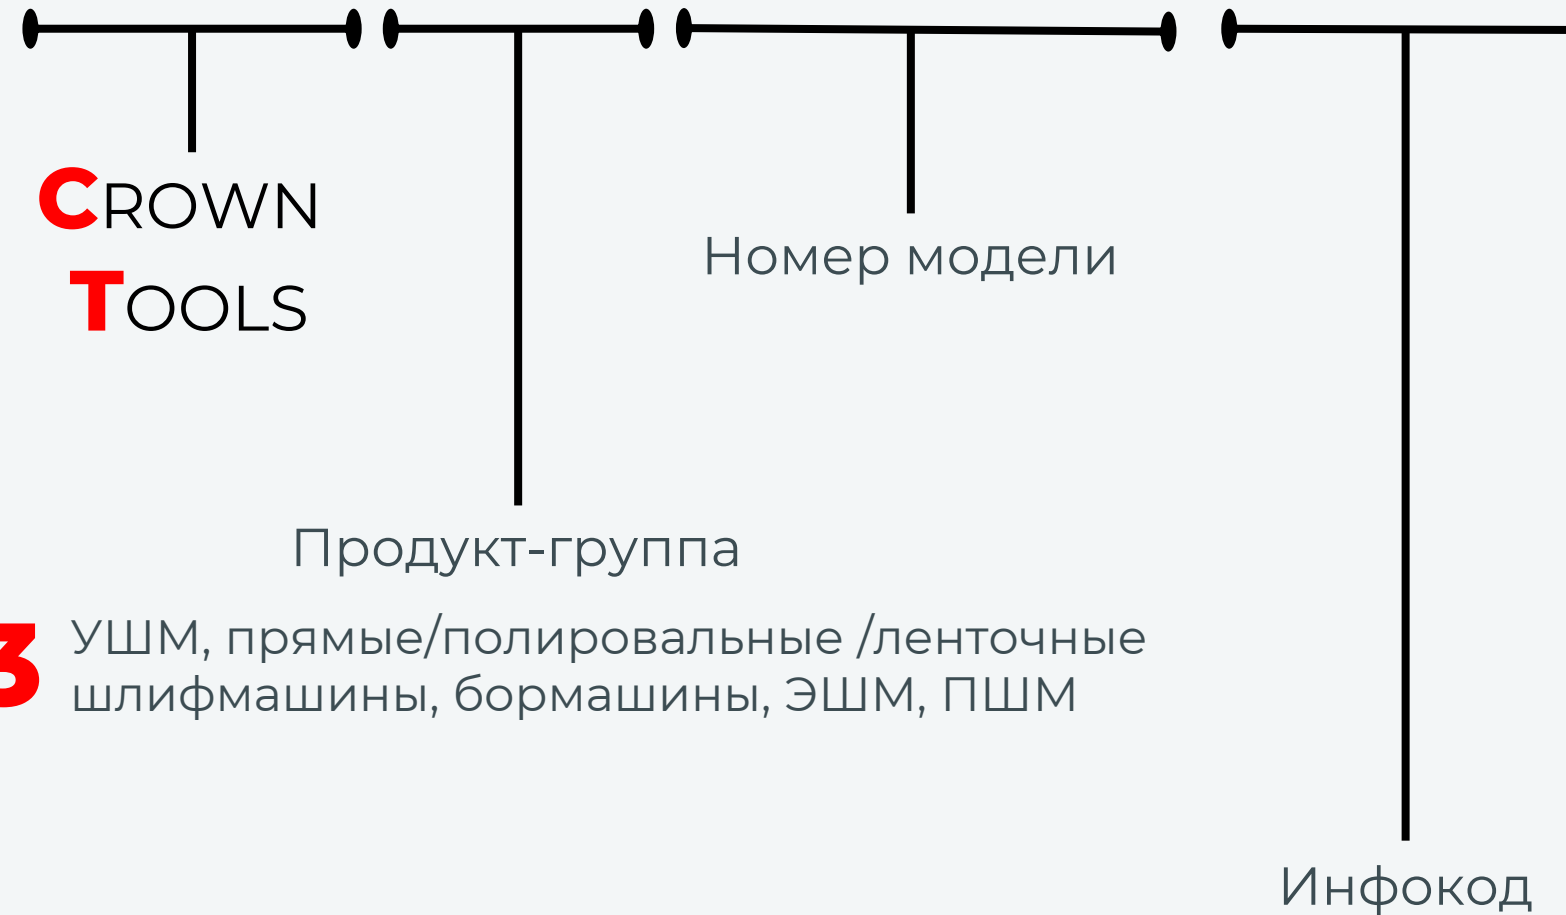 CROWN
TOOLS
Номер модели
Продукт-группа
3 УШМ, прямые/полировальные /ленточные
шлифмашины, бормашины, ЭШМ, ПШМ
Инфокод